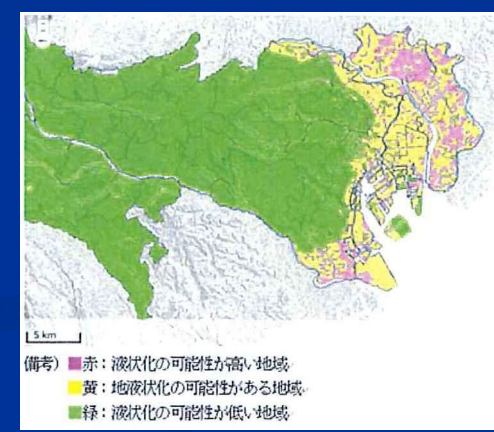 5 km
(備考) ■赤：液状化の可能性が高い地域
■黄：地液状化の可能性がある地域
■緑：液状化の可能性が低い地域